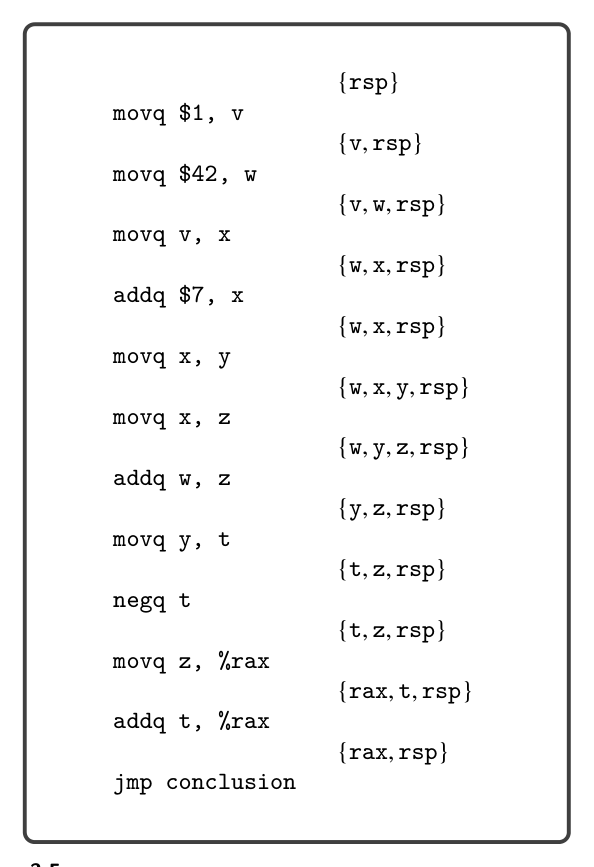 {rsp}
movq $1, v
{v, rsp}
movq $42, w
{v, w, rsp}
movq v, x
{w, x, rsp}
addq $7, x
{w, x, rsp}
movq x, y
{w, x, y, rsp}
movq x, z
{w, y, z, rsp}
addq w, z
{y, z, rsp}
movq y, t
{t, z, rsp}
negq t
{t, z, rsp}
movq z, %rax
{rax, t, rsp}
addq t, %rax
{rax, rsp}
jmp conclusion